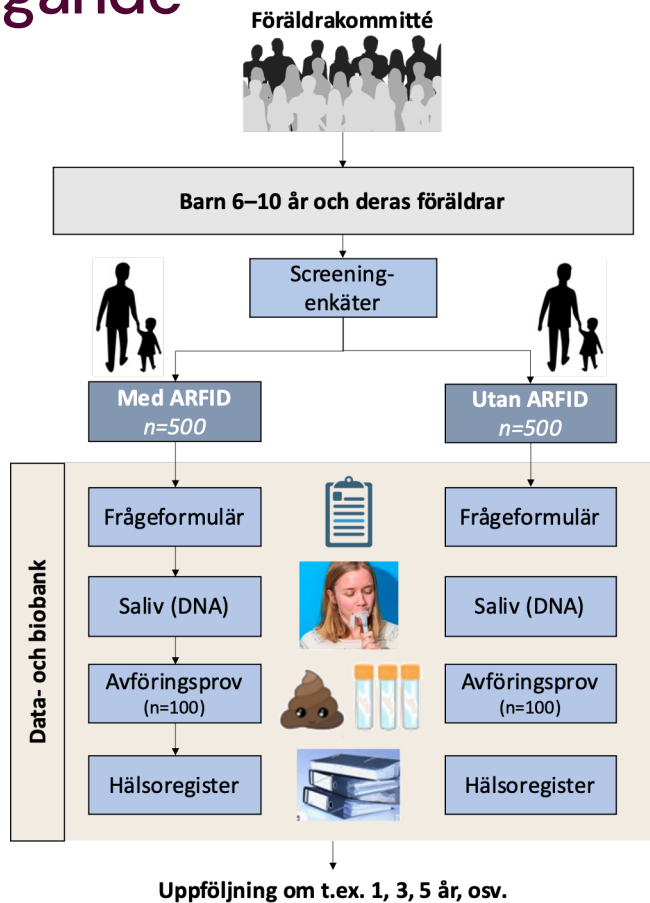 gående
Föräldrakommitté
Barn 6–10 år och deras föräldrar
Screening-
enkäter
Med ARFID
n=500
Utan ARFID
n=500
Data- och biobank
Frågeformulär
Frågeformulär
Saliv (DNA)
Saliv (DNA)
Avföringsprov
(n=100)
Avföringsprov
(n=100)
Hälsoregister
Hälsoregister
Uppföljning om t.ex. 1, 3, 5 år, osv.